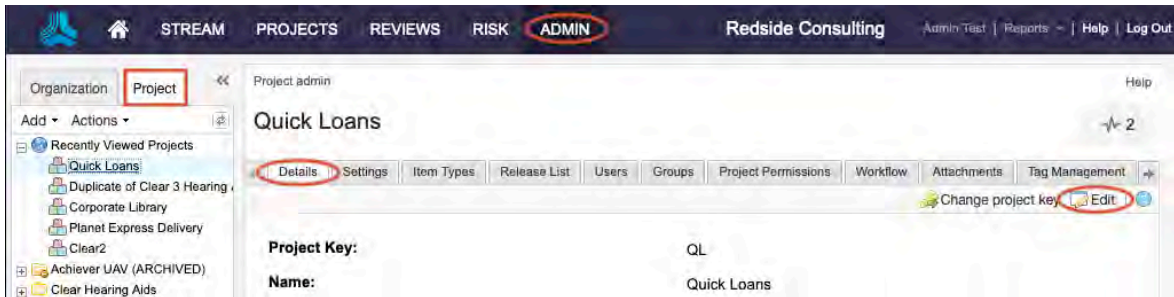 STREAM PROJECTS REVIEWS RISK ADMIN Redside Consulting Admin Test | Reports | Help | Log Out
Organization Project Project admin Help
Add Actions
Quick Loans 2
Recently Viewed Projects
Quick Loans
Details Settings Item Types Release List Users Groups Project Permissions Workflow Attachments Tag Management
Duplicate of Clear 3 Hearing
Corporate Library Change project key Edit
Planet Express Delivery
Clear2 Project Key: QL
Achiever UAV (ARCHIVED)
Clear Hearing Aids Name: Quick Loans